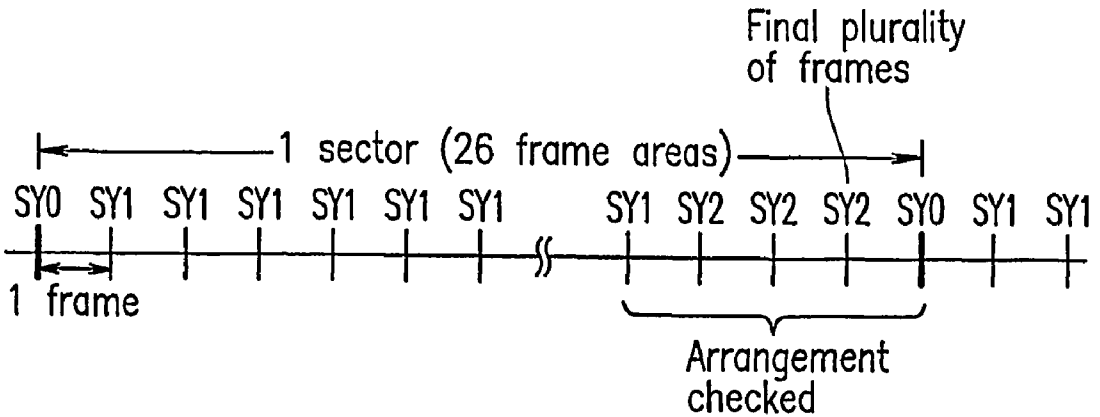 Final plurality
of frames
1 sector (26 frame areas)
SY0 SY1 SY1 SY1 SY1 SY1 SY1 SY1 SY2 SY2 SY2 SY0 SY1 SY1
1 frame
Arrangement
checked